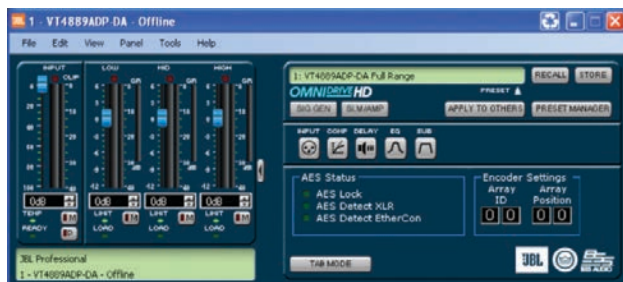 1 - VT4889ADP-DA - Offline
File Edit View Panel Tools Help
INPUT LOW MID HIGH
CLIP GR GR GR
0dB 0dB 0dB 0dB
TEMP LIMIT LIMIT LIMIT
READY LOAD LOAD LOAD
JBL Professional
1 - VT4889ADP-DA - Offline
1: VT4889ADP-DA Full Range
RECALL STORE
OMNIDRIVEHD
PRESET
SIG GEN SLM/AMP APPLY TO OTHERS PRESET MANAGER
INPUT COMP DELAY EQ SUB
AES Status
AES Lock
AES Detect XLR
AES Detect EtherCon
Encoder Settings
Array ID Array Position
0 0 0 0
TAB MODE
JBL BSS AUDIO